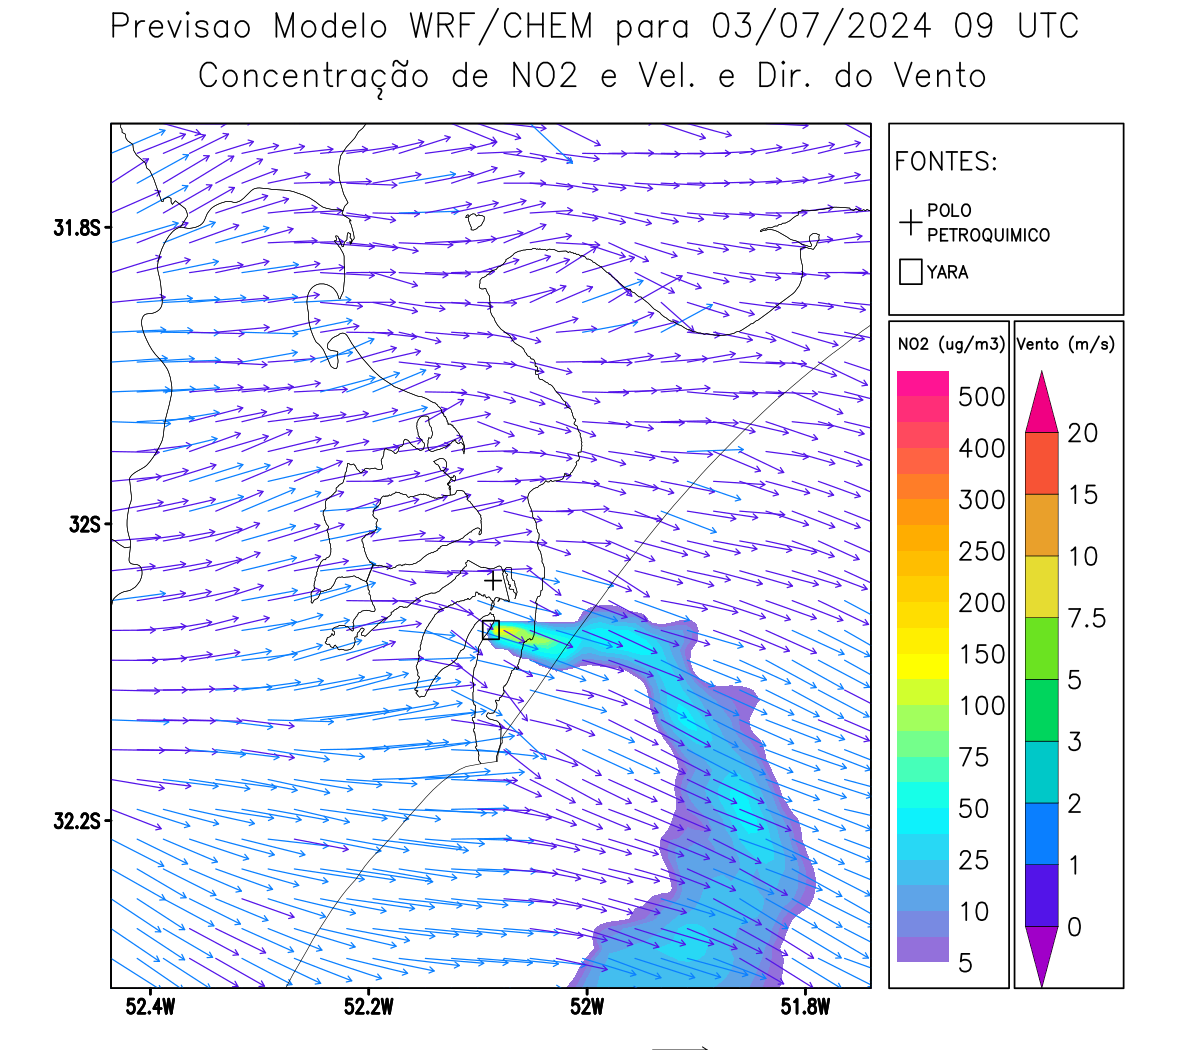 Previsao Modelo WRF/CHEM para 03/07/2024 09 UTC
Concentração de NO2 e Vel. e Dir. do Vento
FONTES:
POLO
PETROQUIMICO
YARA
NO2 (ug/m3)
500
400
300
250
200
150
100
75
50
25
10
5
Vento (m/s)
20
15
10
7.5
5
3
2
1
0
31.8S
32S
32.2S
52.4W
52.2W
52W
51.8W